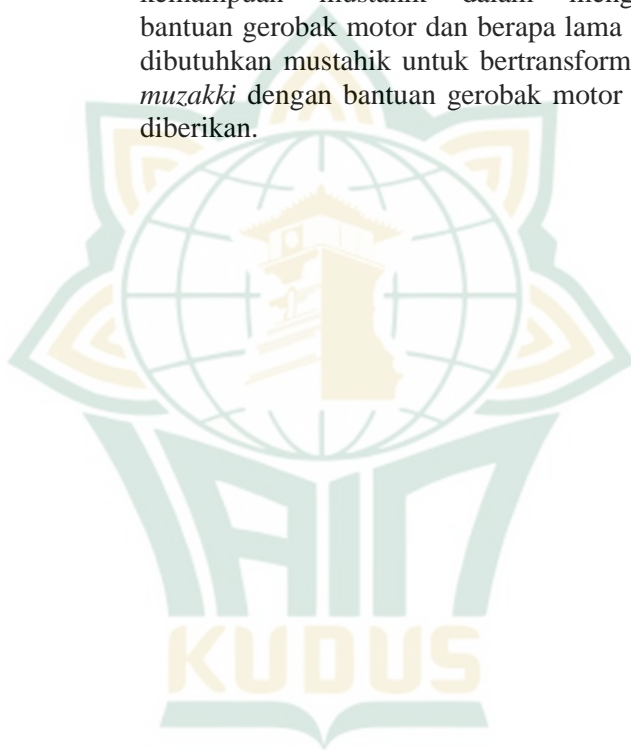 kemampuan mustahik dalam meng
bantuan gerobak motor dan berapa lama
dibutuhkan mustahik untuk bertransform
muzakki dengan bantuan gerobak motor
diberikan.
IAIN
KUDUS